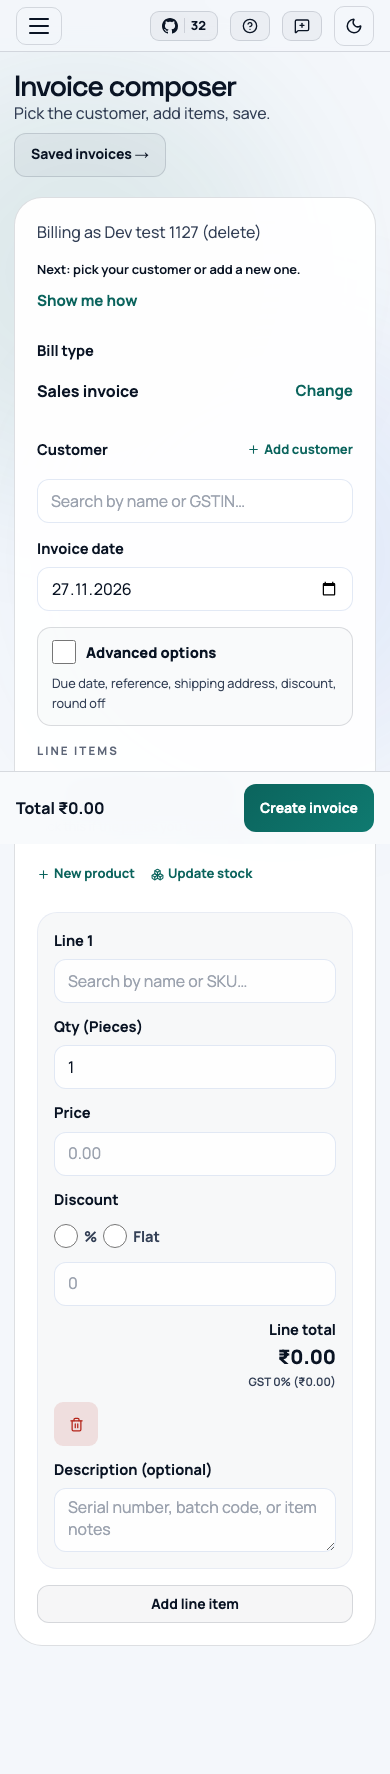 32
Invoice composer
Pick the customer, add items, save.
Saved invoices →
Billing as Dev test 1127 (delete)
Next: pick your customer or add a new one.
Show me how
Bill type
Sales invoice
Change
Customer
+ Add customer
Search by name or GSTIN...
Invoice date
27.11.2026
Advanced options
Due date, reference, shipping address, discount,
round off
LINE ITEMS
Total ₹0.00
Create invoice
+ New product
Update stock
Line 1
Search by name or SKU...
Qty (Pieces)
1
Price
0.00
Discount
%
Flat
0
Line total
₹0.00
GST 0% (₹0.00)
Description (optional)
Serial number, batch code, or item
notes
Add line item